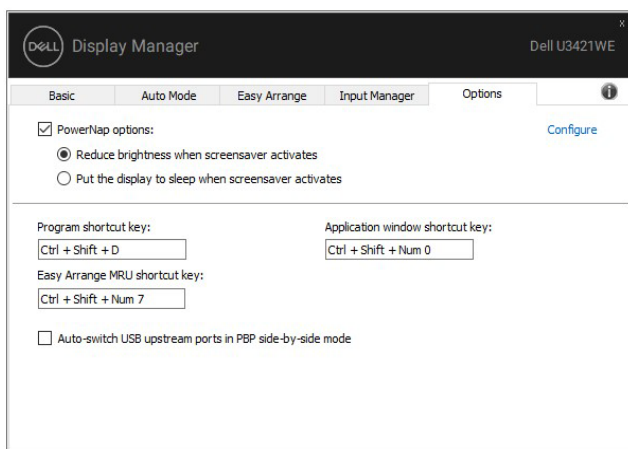 x
DELL Display Manager
Dell U3421WE
Basic Auto Mode Easy Arrange Input Manager Options
PowerNap options: Configure
Reduce brightness when screensaver activates
Put the display to sleep when screensaver activates
Program shortcut key: Application window shortcut key:
Ctrl + Shift + D Ctrl + Shift + Num 0
Easy Arrange MRU shortcut key:
Ctrl + Shift + Num 7
Auto-switch USB upstream ports in PBP side-by-side mode